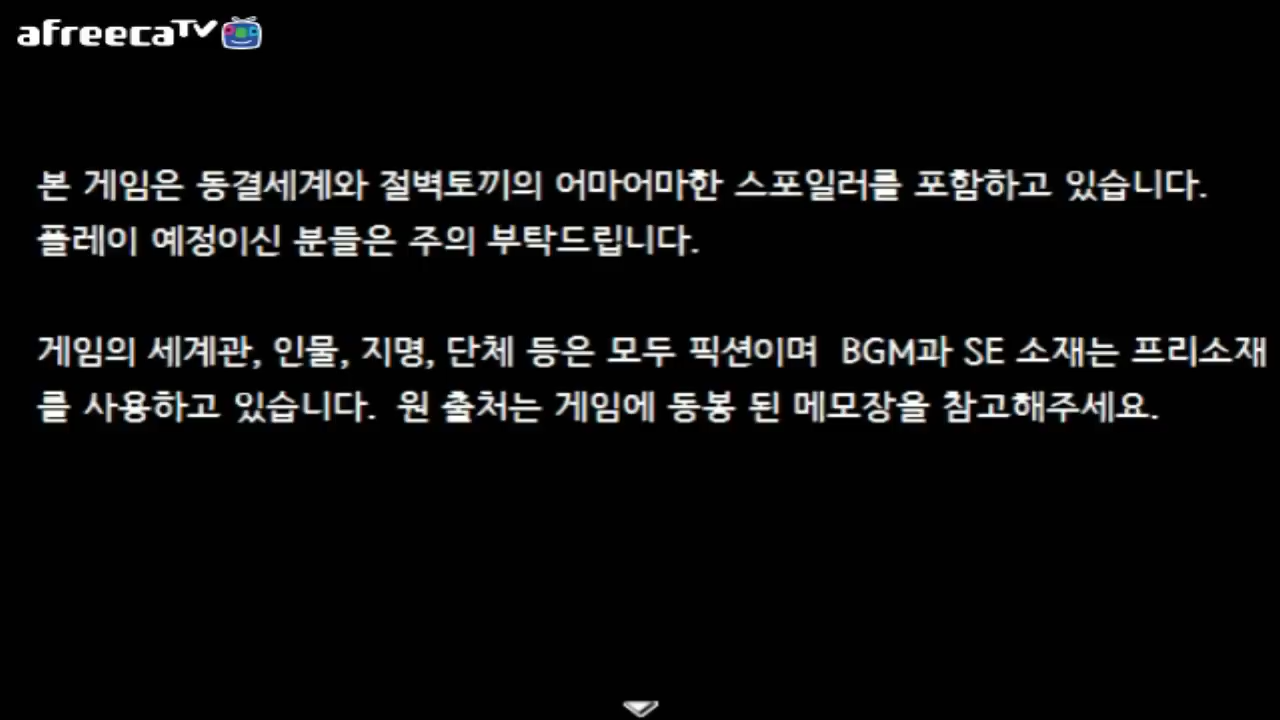 afreecaTV
본 게임은 동결세계와 절벽토끼의 어마어마한 스포일러를 포함하고 있습니다.
플레이 예정이신 분들은 주의 부탁드립니다.
게임의 세계관, 인물, 지명, 단체 등은 모두 픽션이며 BGM과 SE 소재는 프리소재
를 사용하고 있습니다. 원 출처는 게임에 동봉 된 메모장을 참고해주세요.